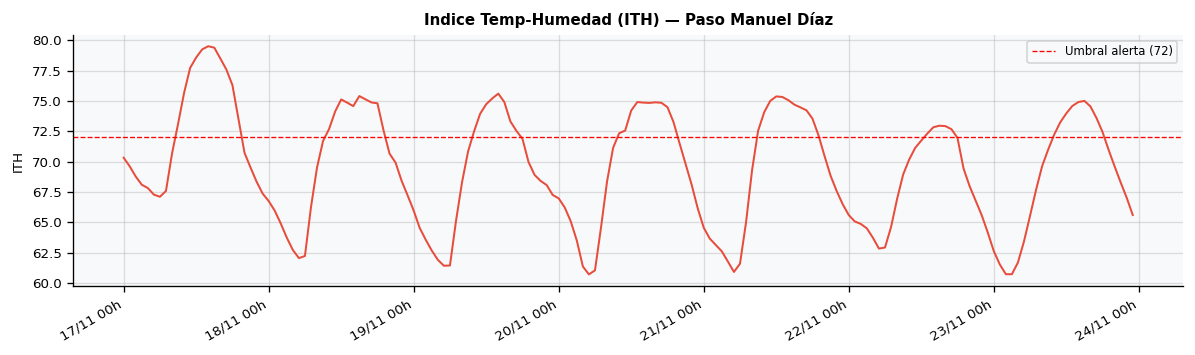 Indice Temp-Humedad (ITH) — Paso Manuel Díaz
Umbral alerta (72)
ITH
80.0
77.5
75.0
72.5
70.0
67.5
65.0
62.5
60.0
17/11 00h
18/11 00h
19/11 00h
20/11 00h
21/11 00h
22/11 00h
23/11 00h
24/11 00h